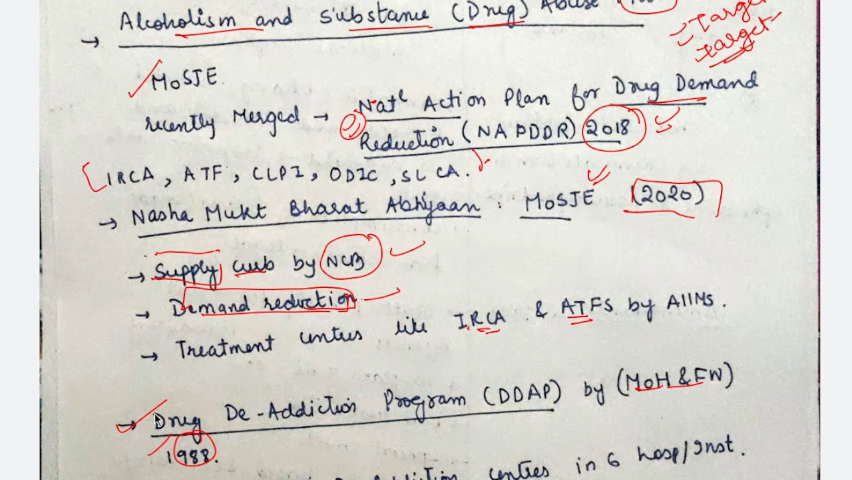 → Alcoholism and Substance (Drug) Abuse
Target
Target
MoSJE
recently Merged → Natl Action Plan for Drug Demand
Reduction (NAPDDR) 2018
[IRCA, ATF, CLPI, ODIC, SLCA.
→ Nasha Mukt Bharat Abhiyaan : MoSJE (2020)
→ Supply curb by NCB
→ Demand reduction
→ Treatment centres like IRCA & ATFS by AIIMS.
→ Drug De-Addiction Program (DDAP) by (MoH&FW)
1988.
centres in 6 hosp/Inst.